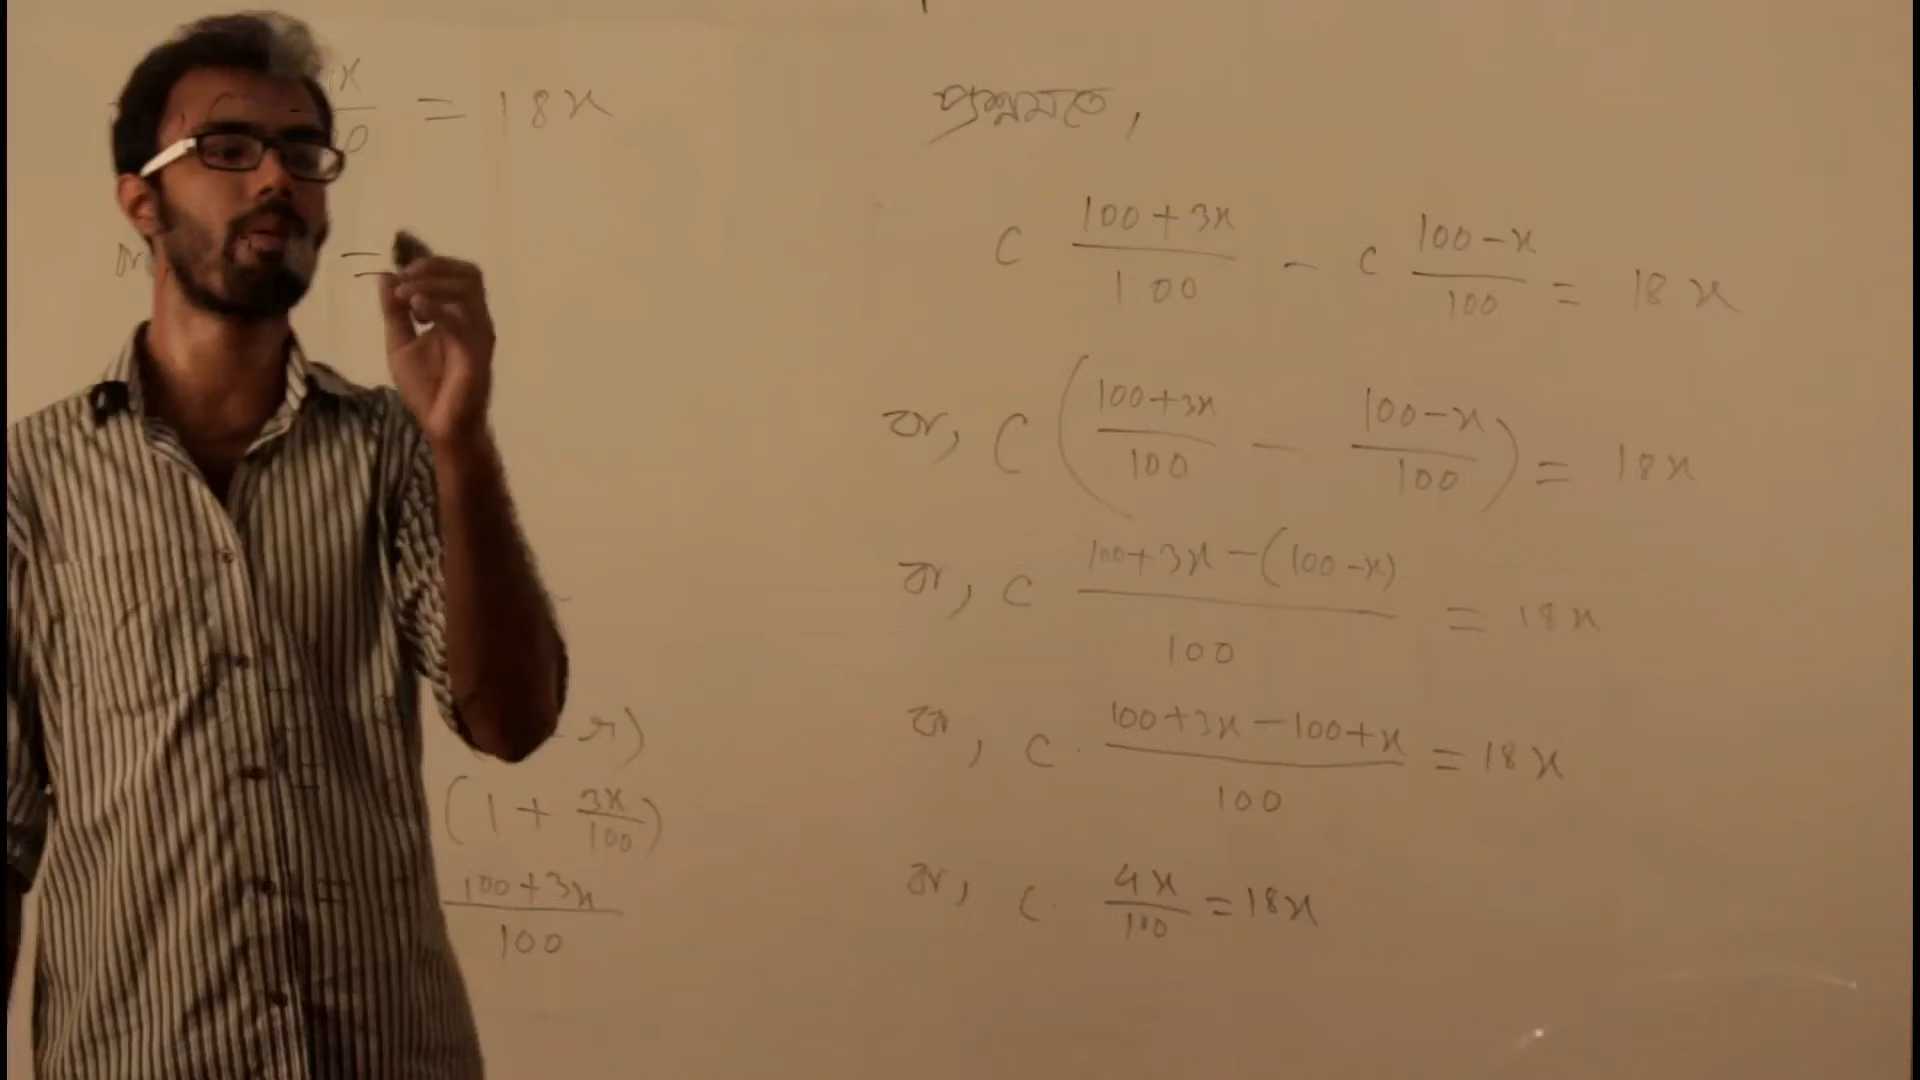 = 18x
=
r)
(1 + 3x/100)
100+3x/100
প্রশ্নমতে,
C 100+3x/100 - C 100-x/100 = 18x
বা, C (100+3x/100 - 100-x/100) = 18x
বা, C 100+3x-(100-x)/100 = 18x
বা, C. 100+3x-100+x/100 = 18x
বা, C. 4x/100 = 18x